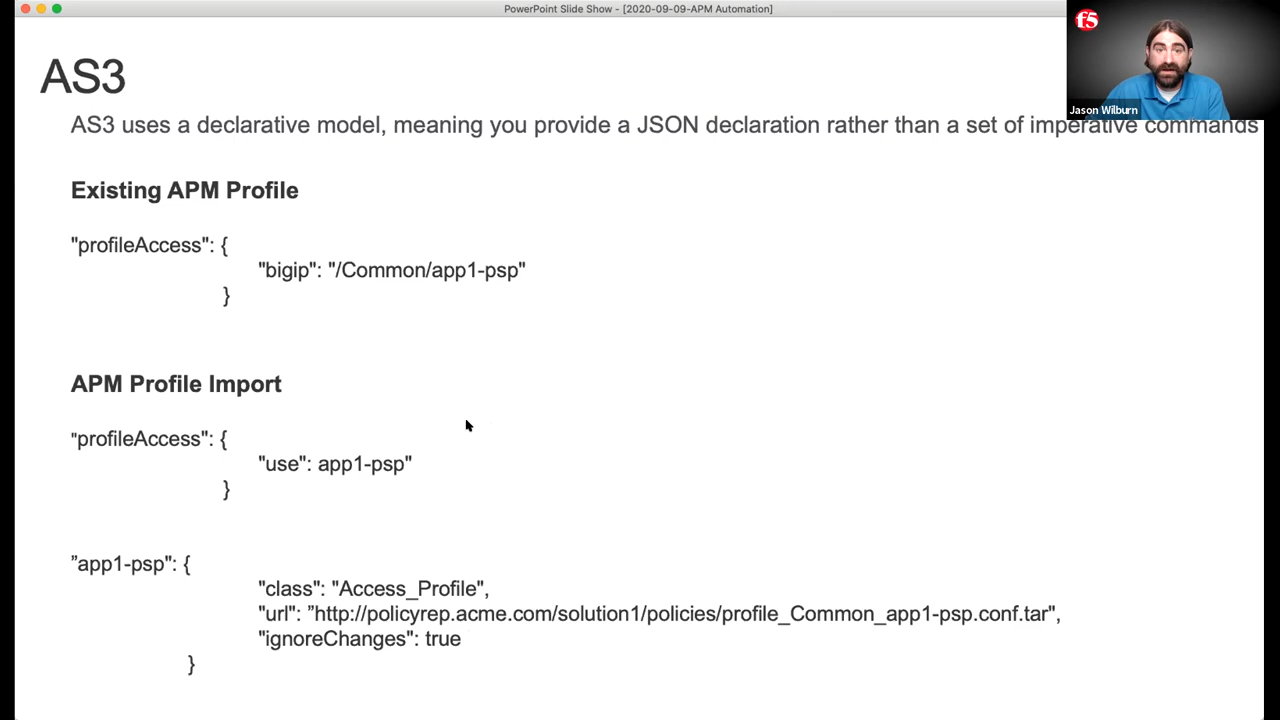 PowerPoint Slide Show - [2020-09-09-APM Automation]
f5
Jason Wilburn
AS3
AS3 uses a declarative model, meaning you provide a JSON declaration rather than a set of imperative commands
Existing APM Profile
"profileAccess": {
"bigip": "/Common/app1-psp"
}
APM Profile Import
"profileAccess": {
"use": app1-psp"
}
”app1-psp": {
"class": "Access_Profile",
"url": ”http://policyrep.acme.com/solution1/policies/profile_Common_app1-psp.conf.tar",
"ignoreChanges": true
}